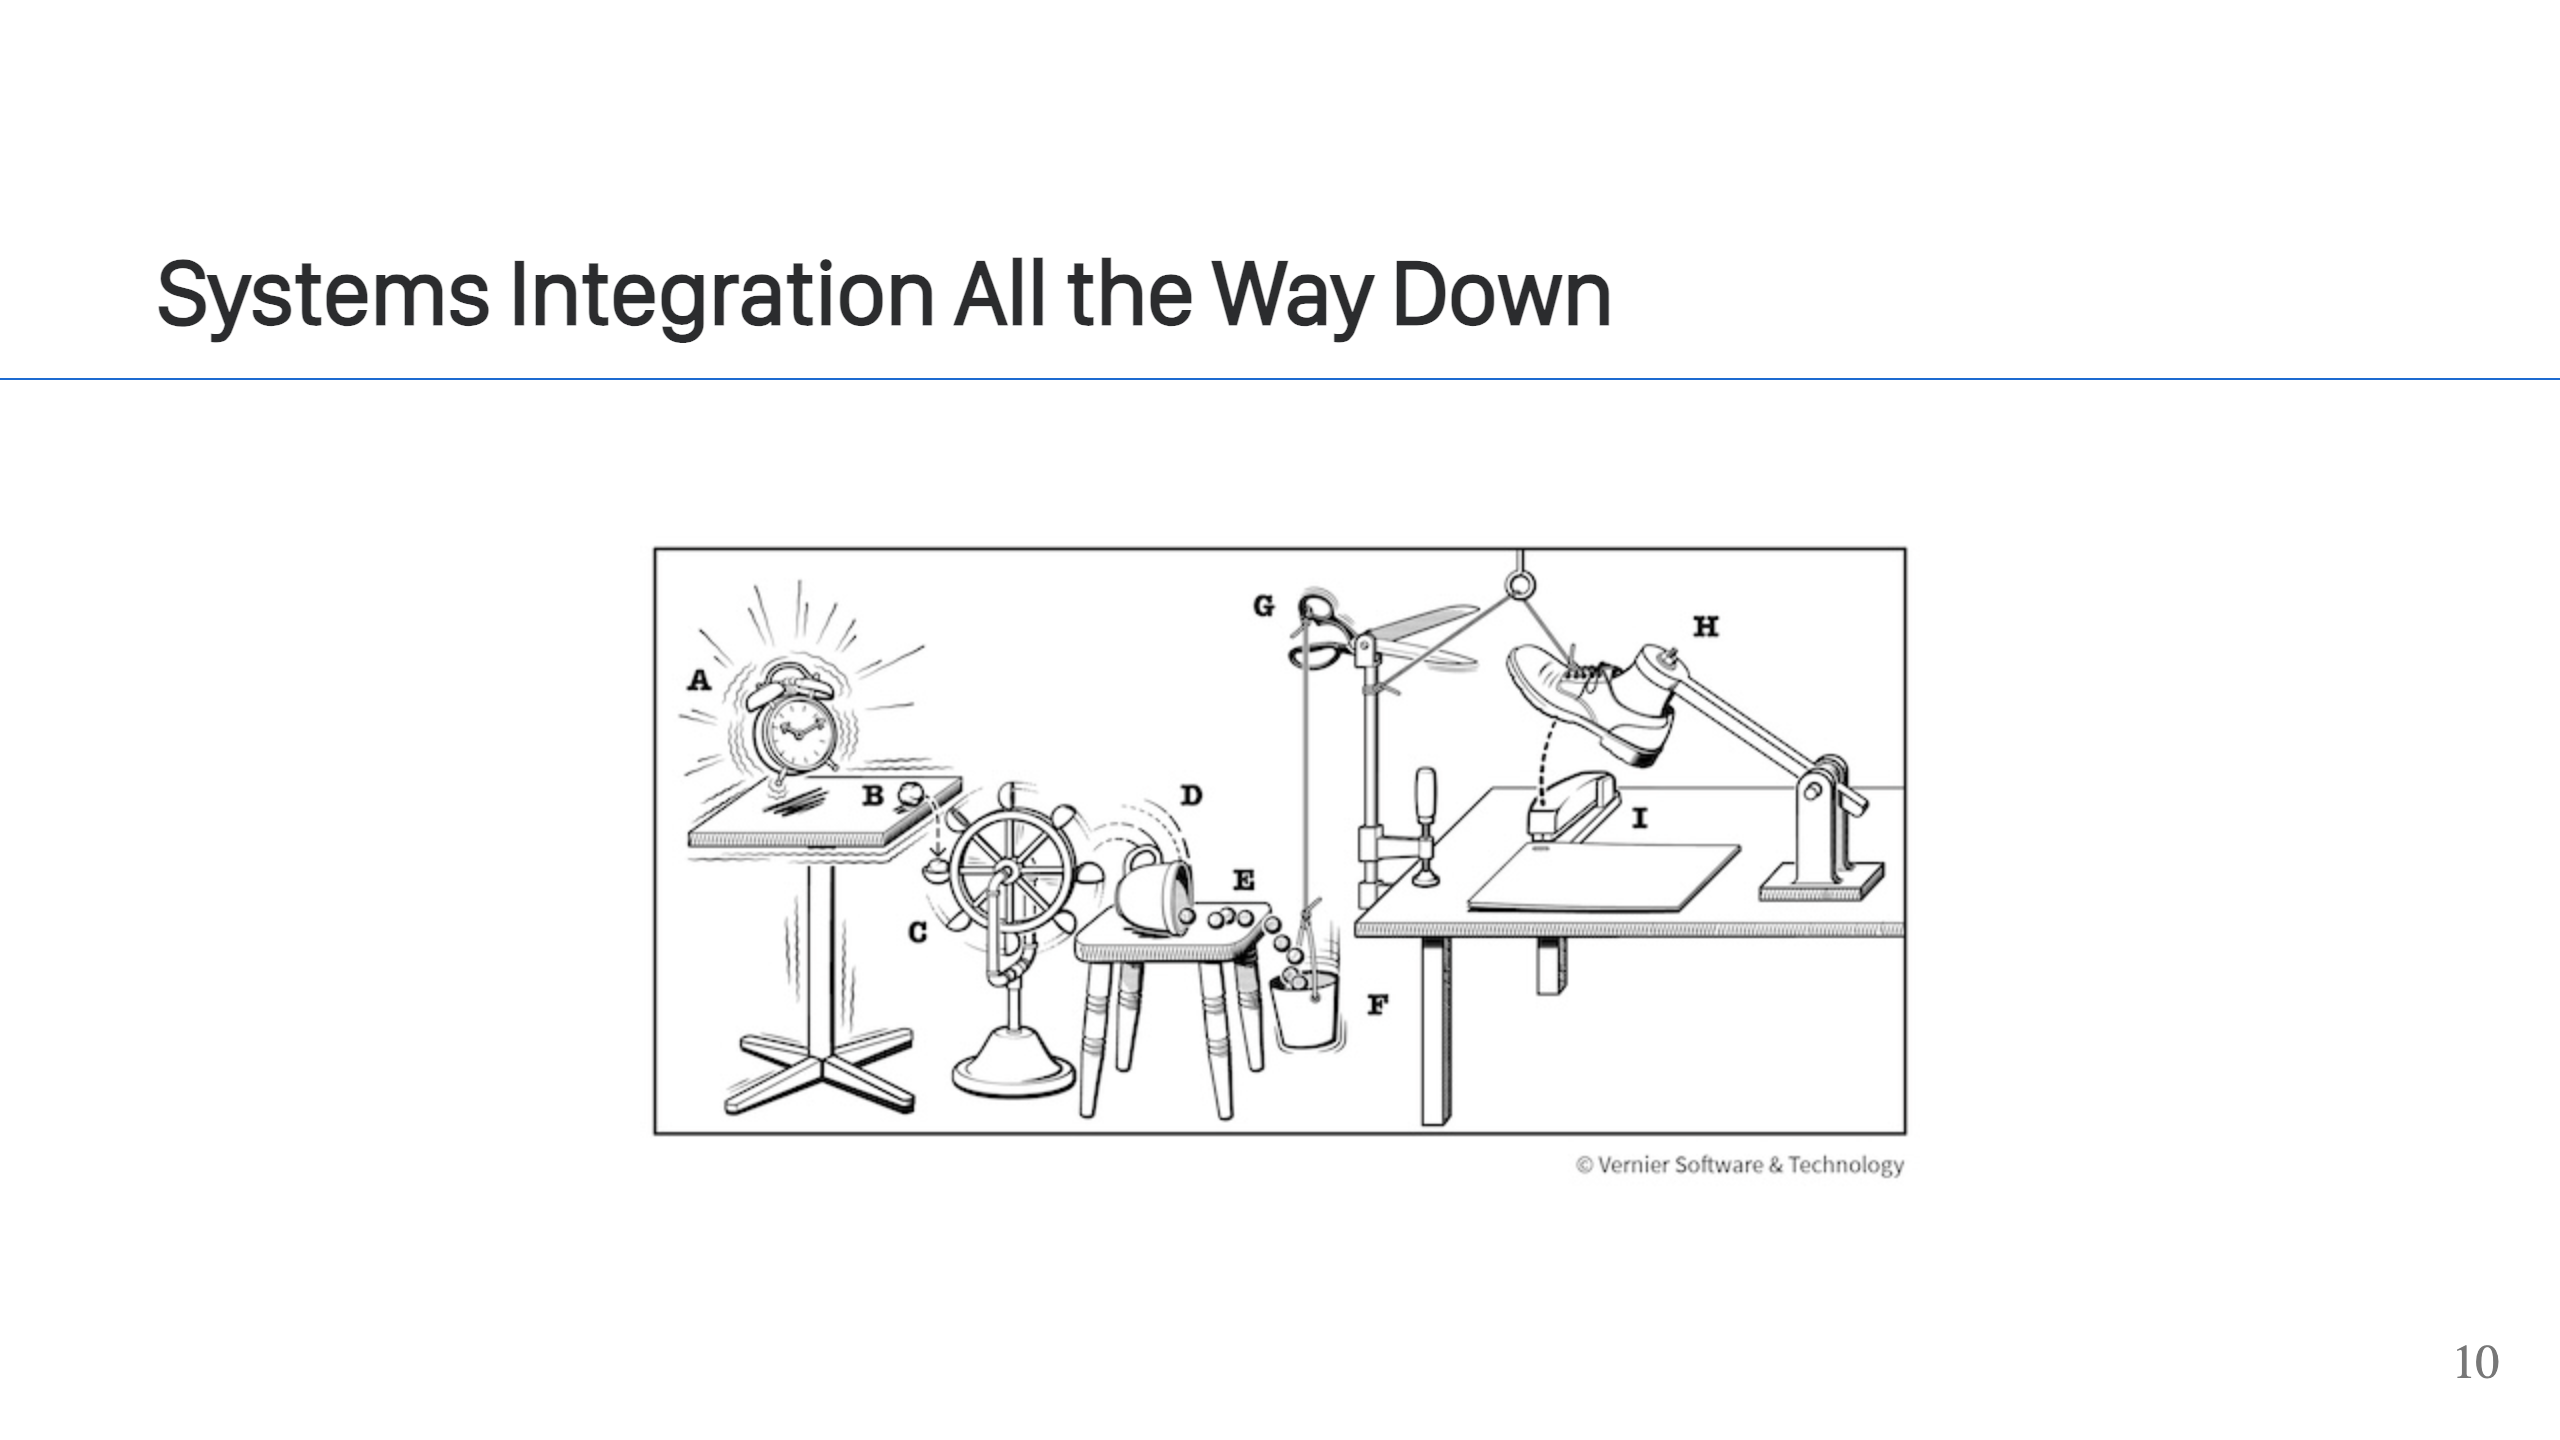 Systems Integration All the Way Down
A
B
C
D
E
F
G
H
I
© Vernier Software & Technology
10